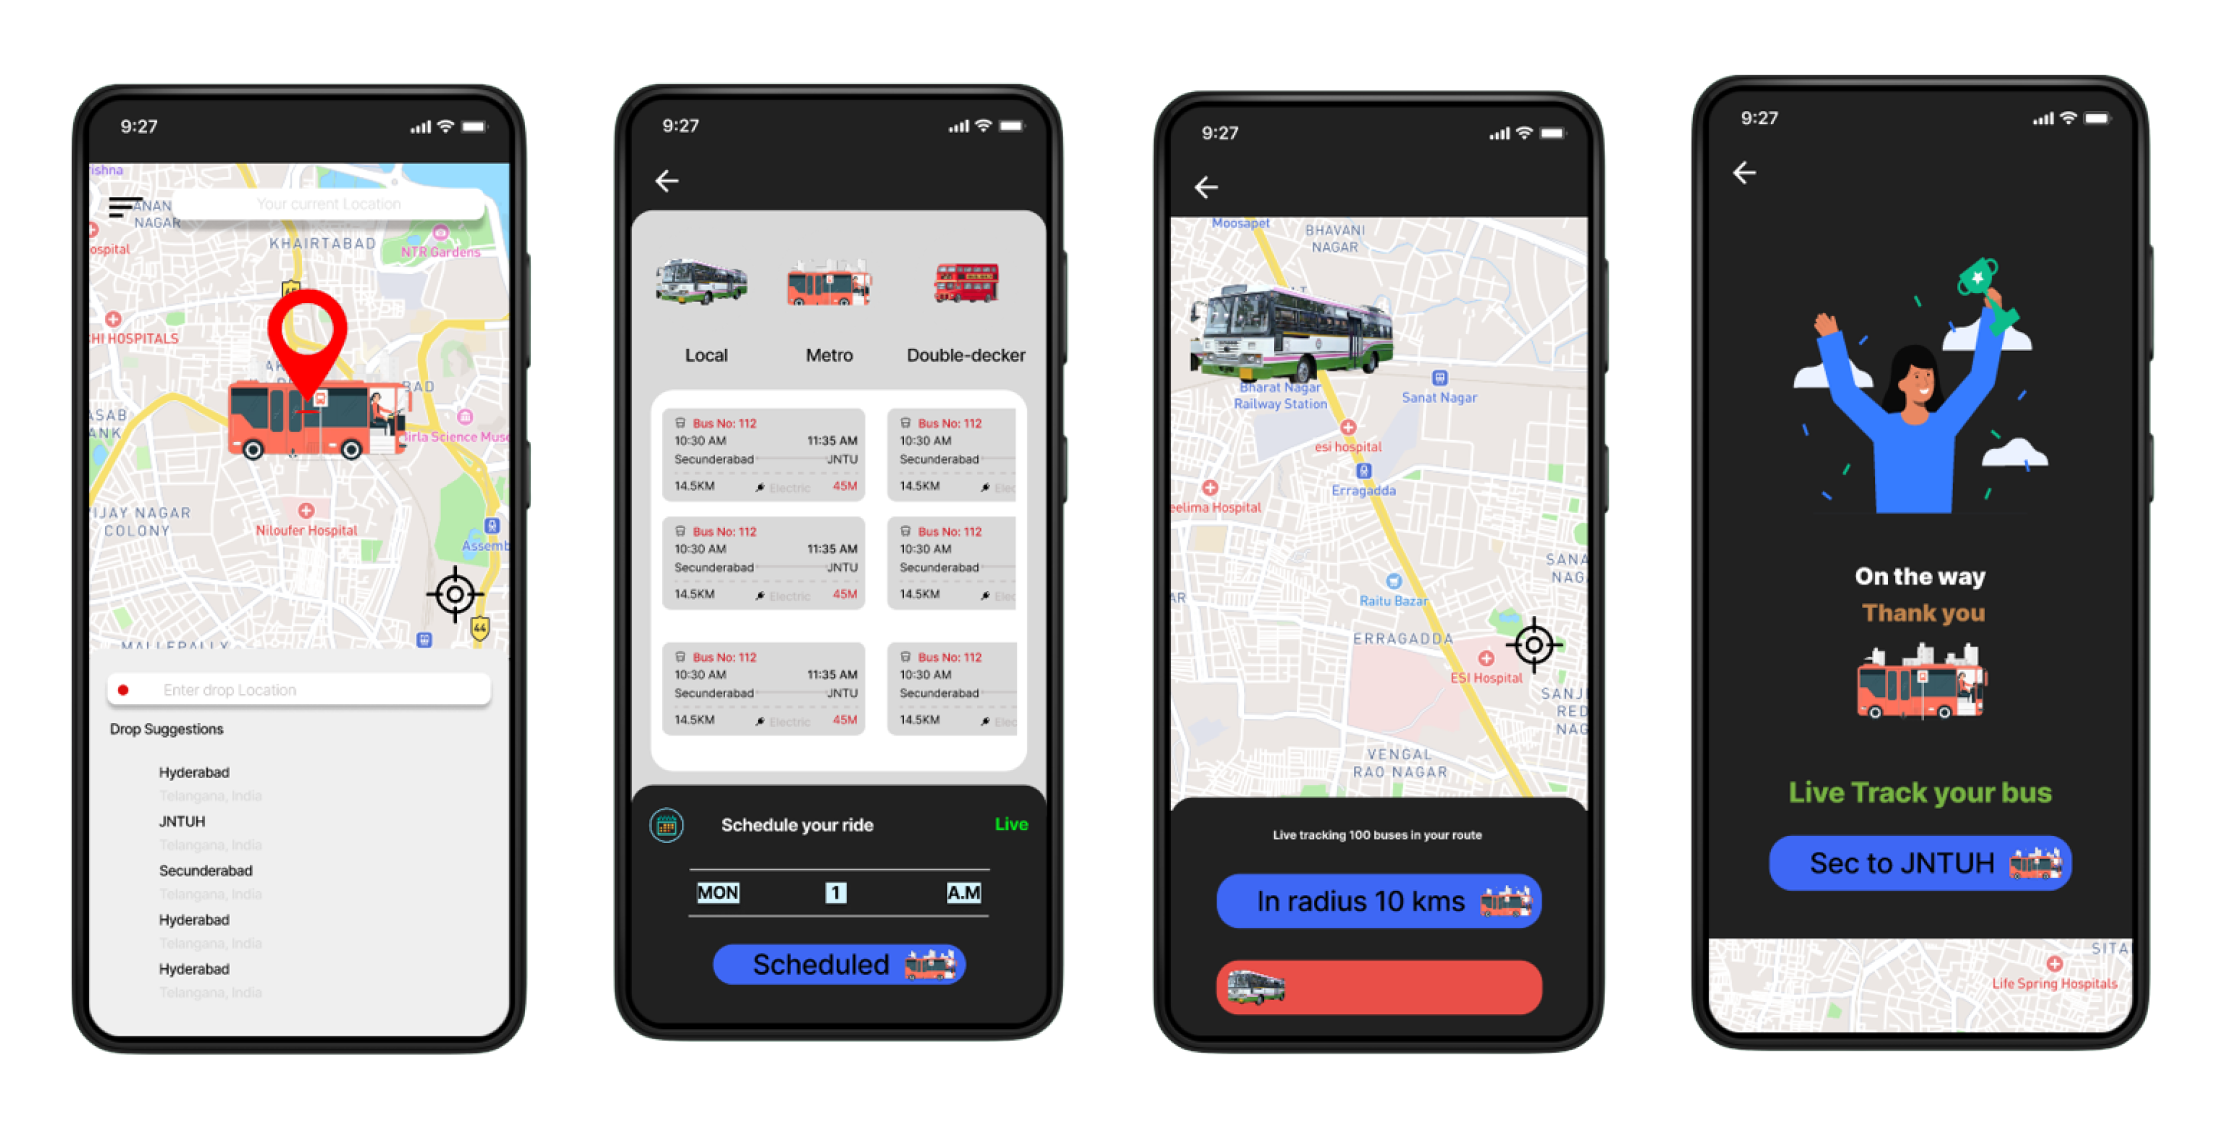 9:27
ishna
ANAN
NAGAR
Your current Location
ospital
KHAIRTABAD
NTR Gardens
HI HOSPITALS
BAD
ASAB
ANK
irla Science Muse
IJAY NAGAR
COLONY
Niloufer Hospital
Assemb
44
MALLEPALLY
Enter drop Location
Drop Suggestions
Hyderabad
Telangana, India
JNTUH
Telangana, India
Secunderabad
Telangana, India
Hyderabad
Telangana, India
Hyderabad
Telangana, India
9:27
Local Metro Double-decker
Bus No: 112
10:30 AM 11:35 AM
Secunderabad JNTU
14.5KM Electric 45M
Bus No: 112
10:30 AM
Secunderabad
14.5KM Elec
Bus No: 112
10:30 AM 11:35 AM
Secunderabad JNTU
14.5KM Electric 45M
Bus No: 112
10:30 AM
Secunderabad
14.5KM Elec
Bus No: 112
10:30 AM 11:35 AM
Secunderabad JNTU
14.5KM Electric 45M
Bus No: 112
10:30 AM
Secunderabad
14.5KM Elec
Schedule your ride Live
MON 1 A.M
Scheduled
9:27
Moosapet
BHAVANI
NAGAR
Bharat Nagar
Railway Station
Sanat Nagar
esi hospital
Erragadda
eelima Hospital
SANA
NAG
Raitu Bazar
AR
ERRAGADDA
ESI Hospital
SANJ
RED
NAG
VENGAL
RAO NAGAR
Live tracking 100 buses in your route
In radius 10 kms
9:27
On the way
Thank you
Live Track your bus
Sec to JNTUH
SITA
Life Spring Hospitals